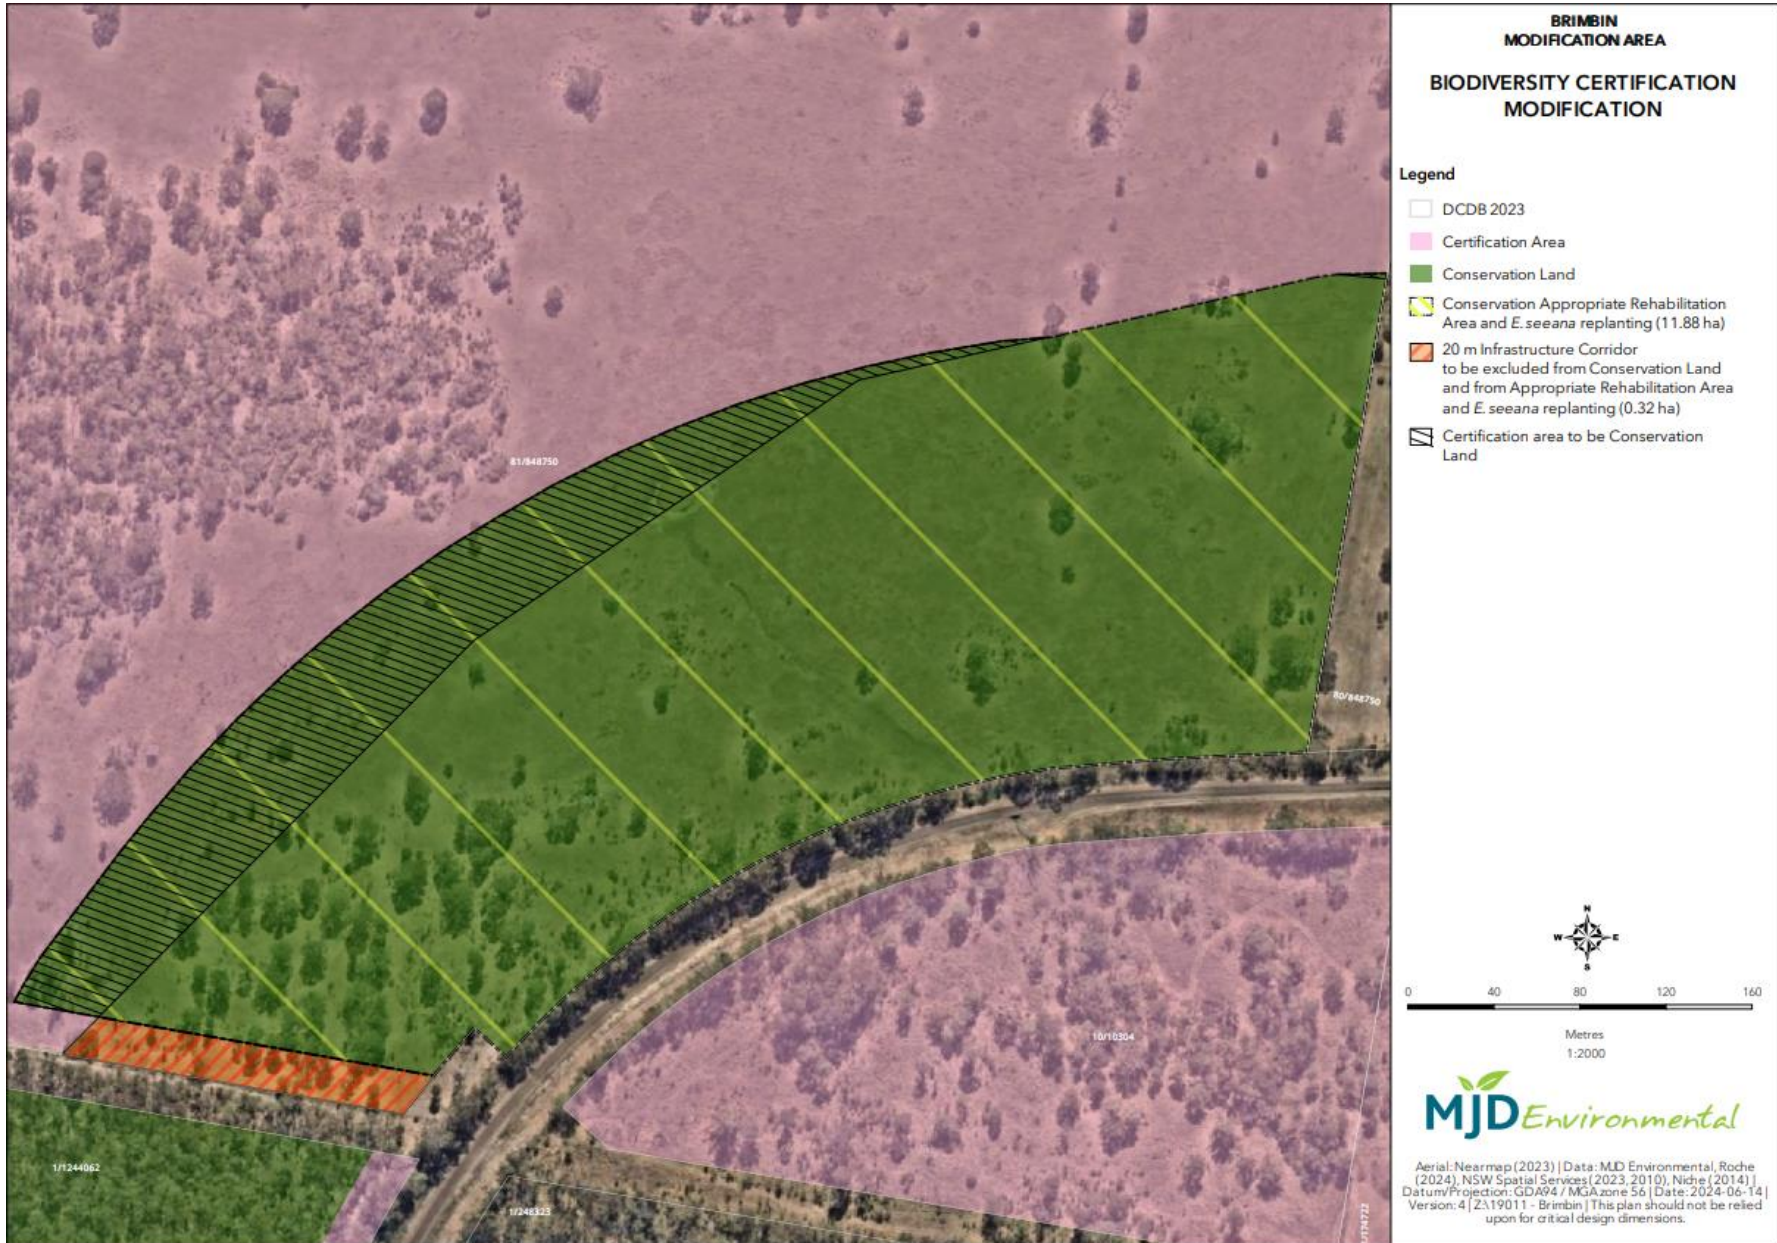 BRIMBIN
MODIFICATION AREA
BIODIVERSITY CERTIFICATION
MODIFICATION
Legend
DCDB 2023
Certification Area
Conservation Land
Conservation Appropriate Rehabilitation
Area and E. seeana replanting (11.88 ha)
20 m Infrastructure Corridor
to be excluded from Conservation Land
and from Appropriate Rehabilitation Area
and E. seeana replanting (0.32 ha)
Certification area to be Conservation
Land
81/848750
80/848750
10/10304
1/1244062
1/248323
N
W E
S
0 40 80 120 160
Metres
1:2000
MJD Environmental
Aerial: Nearmap (2023) | Data: MJD Environmental, Roche
(2024), NSW Spatial Services (2023, 2010), Niche (2014) |
Datum/Projection: GDA94 / MGA zone 56 | Date: 2024-06-14 |
Version: 4 | Z:\19011 - Brimbin | This plan should not be relied
upon for critical design dimensions.